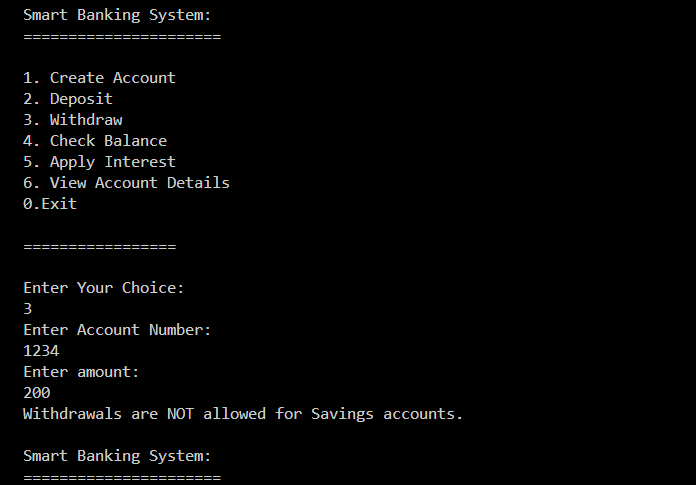 Smart Banking System:
======================
1. Create Account
2. Deposit
3. Withdraw
4. Check Balance
5. Apply Interest
6. View Account Details
0.Exit
=================
Enter Your Choice:
3
Enter Account Number:
1234
Enter amount:
200
Withdrawals are NOT allowed for Savings accounts.
Smart Banking System:
======================